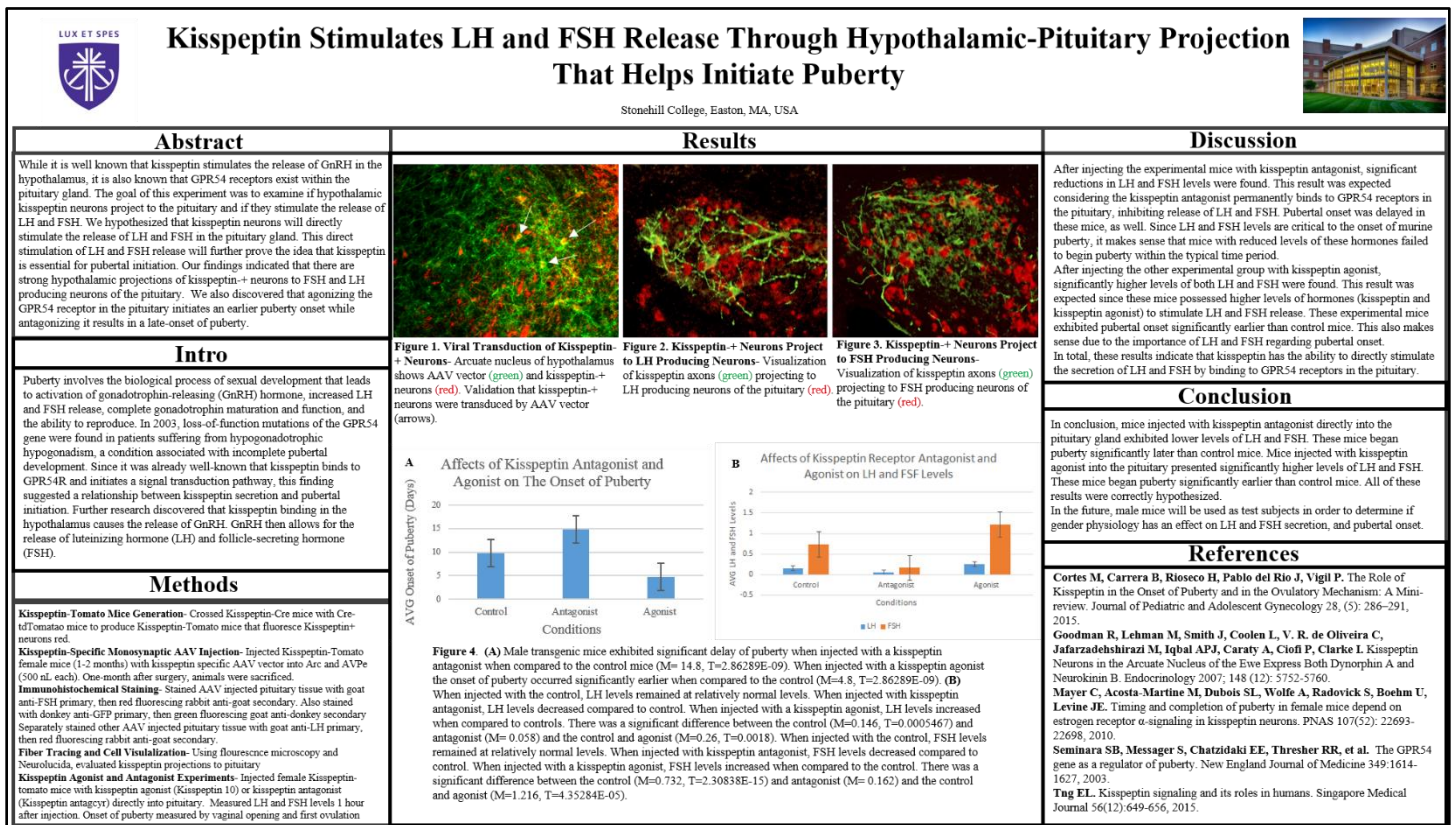 LUX ET SPES
Kisspeptin Stimulates LH and FSH Release Through Hypothalamic-Pituitary Projection
That Helps Initiate Puberty
Stonehill College, Easton, MA, USA
Abstract
While it is well known that kisspeptin stimulates the release of GnRH in the
hypothalamus, it is also known that GPR54 receptors exist within the
pituitary gland. The goal of this experiment was to examine if hypothalamic
kisspeptin neurons project to the pituitary and if they stimulate the release of
LH and FSH. We hypothesized that kisspeptin neurons will directly
stimulate the release of LH and FSH in the pituitary gland. This direct
stimulation of LH and FSH release will further prove the idea that kisspeptin
is essential for pubertal initiation. Our findings indicated that there are
strong hypothalamic projections of kisspeptin-+ neurons to FSH and LH
producing neurons of the pituitary. We also discovered that agonizing the
GPR54 receptor in the pituitary initiates an earlier puberty onset while
antagonizing it results in a late-onset of puberty.
Intro
Puberty involves the biological process of sexual development that leads
to activation of gonadotrophin-releasing (GnRH) hormone, increased LH
and FSH release, complete gonadotrophin maturation and function, and
the ability to reproduce. In 2003, loss-of-function mutations of the GPR54
gene were found in patients suffering from hypogonadotrophic
hypogonadism, a condition associated with incomplete pubertal
development. Since it was already well-known that kisspeptin binds to
GPR54R and initiates a signal transduction pathway, this finding
suggested a relationship between kisspeptin secretion and pubertal
initiation. Further research discovered that kisspeptin binding in the
hypothalamus causes the release of GnRH. GnRH then allows for the
release of luteinizing hormone (LH) and follicle-secreting hormone
(FSH).
Methods
Kisspeptin-Tomato Mice Generation- Crossed Kisspeptin-Cre mice with Cre-
tdTomatao mice to produce Kisspeptin-Tomato mice that fluoresce Kisspeptin+
neurons red.
Kisspeptin-Specific Monosynaptic AAV Injection- Injected Kisspeptin-Tomato
female mice (1-2 months) with kisspeptin specific AAV vector into Arc and AVPe
(500 nL each). One-month after surgery, animals were sacrificed.
Immunohistochemical Staining- Stained AAV injected pituitary tissue with goat
anti-FSH primary, then red fluorescing rabbit anti-goat secondary. Also stained
with donkey anti-GFP primary, then green fluorescing goat anti-donkey secondary
Separately stained other AAV injected pituitary tissue with goat anti-LH primary,
then red fluorescing rabbit anti-goat secondary.
Fiber Tracing and Cell Visulalization- Using flourescnce microscopy and
Neurolucida, evaluated kisspeptin projections to pituitary
Kisspeptin Agonist and Antagonist Experiments- Injected female Kisspeptin-
tomato mice with kisspeptin agonist (Kisspeptin 10) or kisspeptin antagonist
(Kisspeptin antagcyr) directly into pituitary. Measured LH and FSH levels 1 hour
after injection. Onset of puberty measured by vaginal opening and first ovulation
Results
Figure 1. Viral Transduction of Kisspeptin-
+ Neurons- Arcuate nucleus of hypothalamus
shows AAV vector (green) and kisspeptin-+
neurons (red). Validation that kisspeptin-+
neurons were transduced by AAV vector
(arrows).
Figure 2. Kisspeptin-+ Neurons Project
to LH Producing Neurons- Visualization
of kisspeptin axons (green) projecting to
LH producing neurons of the pituitary (red).
Figure 3. Kisspeptin-+ Neurons Project
to FSH Producing Neurons-
Visualization of kisspeptin axons (green)
projecting to FSH producing neurons of
the pituitary (red).
A
Affects of Kisspeptin Antagonist and
Agonist on The Onset of Puberty
AVG Onset of Puberty (Days)
20
15
10
5
0
Control Antagonist Agonist
Conditions
B
Affects of Kisspeptin Receptor Antagonist and
Agonist on LH and FSF Levels
AVG LH and FSH Levels
2
1.5
1
0.5
0
-0.5
Control Antagonist Agonist
Conditions
LH FSH
Figure 4. (A) Male transgenic mice exhibited significant delay of puberty when injected with a kisspeptin
antagonist when compared to the control mice (M= 14.8, T=2.86289E-09). When injected with a kisspeptin agonist
the onset of puberty occurred significantly earlier when compared to the control (M=4.8, T=2.86289E-09). (B)
When injected with the control, LH levels remained at relatively normal levels. When injected with kisspeptin
antagonist, LH levels decreased compared to control. When injected with a kisspeptin agonist, LH levels increased
when compared to controls. There was a significant difference between the control (M=0.146, T=0.0005467) and
antagonist (M= 0.058) and the control and agonist (M=0.26, T=0.0018). When injected with the control, FSH levels
remained at relatively normal levels. When injected with kisspeptin antagonist, FSH levels decreased compared to
control. When injected with a kisspeptin agonist, FSH levels increased when compared to the control. There was a
significant difference between the control (M=0.732, T=2.30838E-15) and antagonist (M= 0.162) and the control
and agonist (M=1.216, T=4.35284E-05).
Discussion
After injecting the experimental mice with kisspeptin antagonist, significant
reductions in LH and FSH levels were found. This result was expected
considering the kisspeptin antagonist permanently binds to GPR54 receptors in
the pituitary, inhibiting release of LH and FSH. Pubertal onset was delayed in
these mice, as well. Since LH and FSH levels are critical to the onset of murine
puberty, it makes sense that mice with reduced levels of these hormones failed
to begin puberty within the typical time period.
After injecting the other experimental group with kisspeptin agonist,
significantly higher levels of both LH and FSH were found. This result was
expected since these mice possessed higher levels of hormones (kisspeptin and
kisspeptin agonist) to stimulate LH and FSH release. These experimental mice
exhibited pubertal onset significantly earlier than control mice. This also makes
sense due to the importance of LH and FSH regarding pubertal onset.
In total, these results indicate that kisspeptin has the ability to directly stimulate
the secretion of LH and FSH by binding to GPR54 receptors in the pituitary.
Conclusion
In conclusion, mice injected with kisspeptin antagonist directly into the
pituitary gland exhibited lower levels of LH and FSH. These mice began
puberty significantly later than control mice. Mice injected with kisspeptin
agonist into the pituitary presented significantly higher levels of LH and FSH.
These mice began puberty significantly earlier than control mice. All of these
results were correctly hypothesized.
In the future, male mice will be used as test subjects in order to determine if
gender physiology has an effect on LH and FSH secretion, and pubertal onset.
References
Cortes M, Carrera B, Rioseco H, Pablo del Rio J, Vigil P. The Role of
Kisspeptin in the Onset of Puberty and in the Ovulatory Mechanism: A Mini-
review. Journal of Pediatric and Adolescent Gynecology 28, (5): 286–291,
2015.
Goodman R, Lehman M, Smith J, Coolen L, V. R. de Oliveira C,
Jafarzadehshirazi M, Iqbal APJ, Caraty A, Ciofi P, Clarke I. Kisspeptin
Neurons in the Arcuate Nucleus of the Ewe Express Both Dynorphin A and
Neurokinin B. Endocrinology 2007; 148 (12): 5752-5760.
Mayer C, Acosta-Martine M, Dubois SL, Wolfe A, Radovick S, Boehm U,
Levine JE. Timing and completion of puberty in female mice depend on
estrogen receptor α-signaling in kisspeptin neurons. PNAS 107(52): 22693-
22698, 2010.
Seminara SB, Messager S, Chatzidaki EE, Thresher RR, et al. The GPR54
gene as a regulator of puberty. New England Journal of Medicine 349:1614-
1627, 2003.
Tng EL. Kisspeptin signaling and its roles in humans. Singapore Medical
Journal 56(12):649-656, 2015.